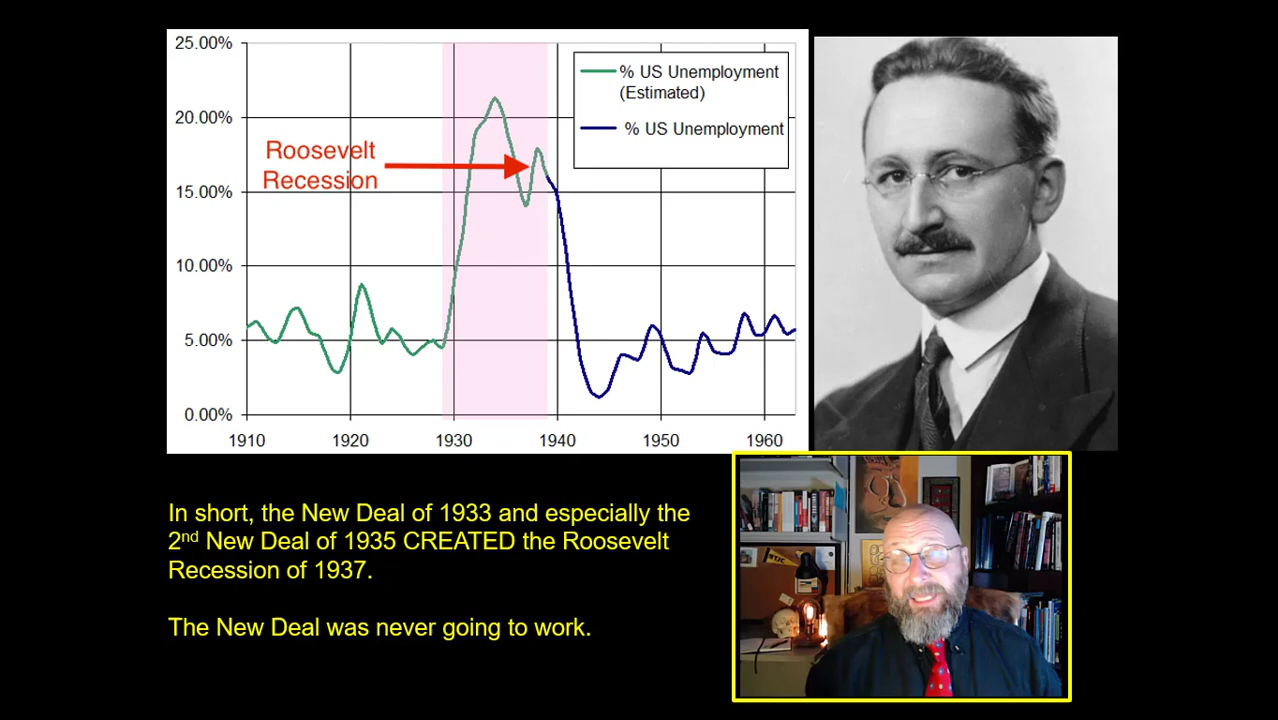 25.00%
20.00%
15.00%
10.00%
5.00%
0.00%
1910 1920 1930 1940 1950 1960
% US Unemployment
(Estimated)
% US Unemployment
Roosevelt
Recession
In short, the New Deal of 1933 and especially the
2nd New Deal of 1935 CREATED the Roosevelt
Recession of 1937.
The New Deal was never going to work.